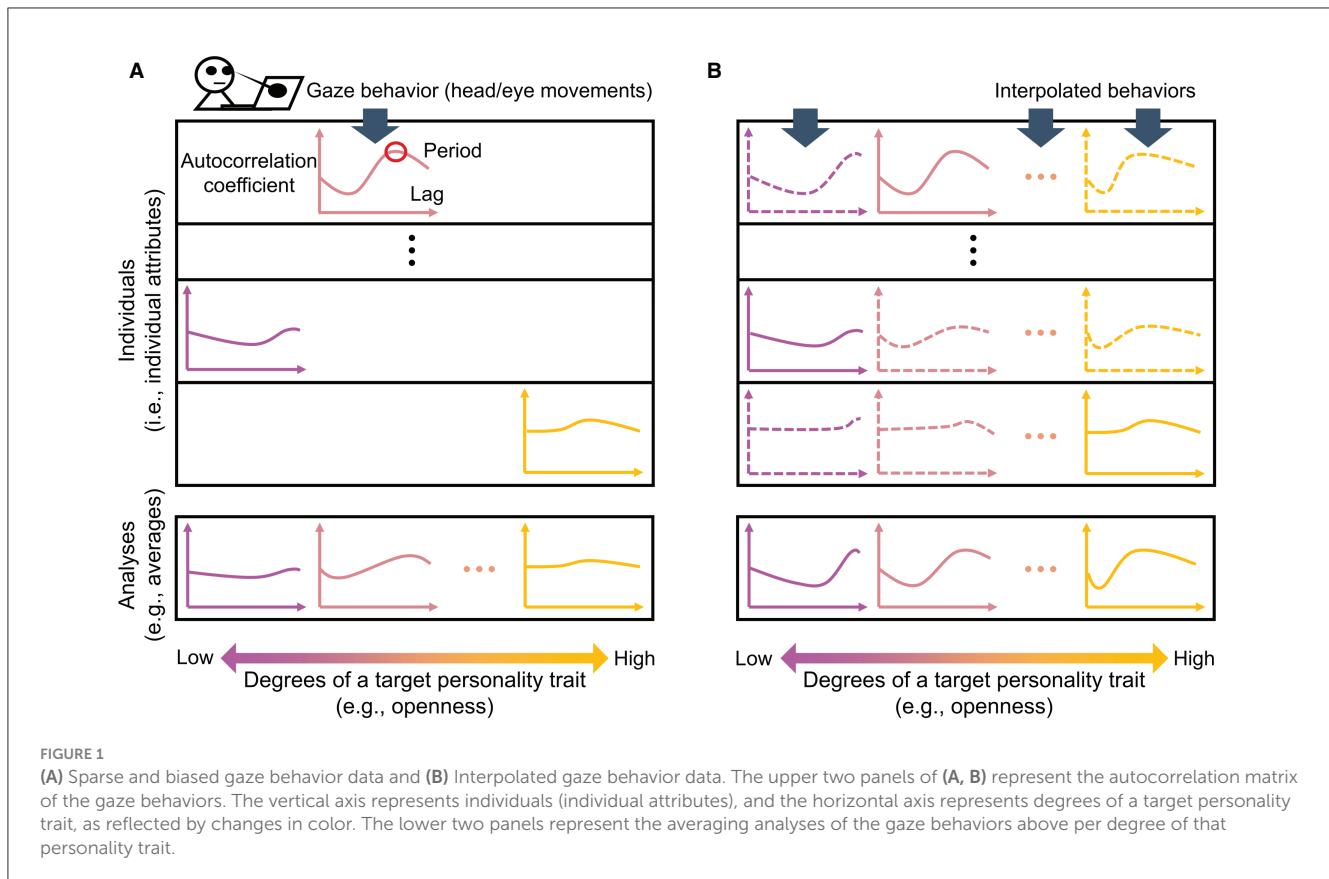 A
Gaze behavior (head/eye movements)
Autocorrelation
coefficient
Period
Lag
Individuals
(i.e., individual attributes)
Analyses
(e.g., averages)
Low
High
Degrees of a target personality trait
(e.g., openness)
B
Interpolated behaviors
Low
High
Degrees of a target personality trait
(e.g., openness)
FIGURE 1
(A) Sparse and biased gaze behavior data and (B) Interpolated gaze behavior data. The upper two panels of (A, B) represent the autocorrelation matrix
of the gaze behaviors. The vertical axis represents individuals (individual attributes), and the horizontal axis represents degrees of a target personality
trait, as reflected by changes in color. The lower two panels represent the averaging analyses of the gaze behaviors above per degree of that
personality trait.